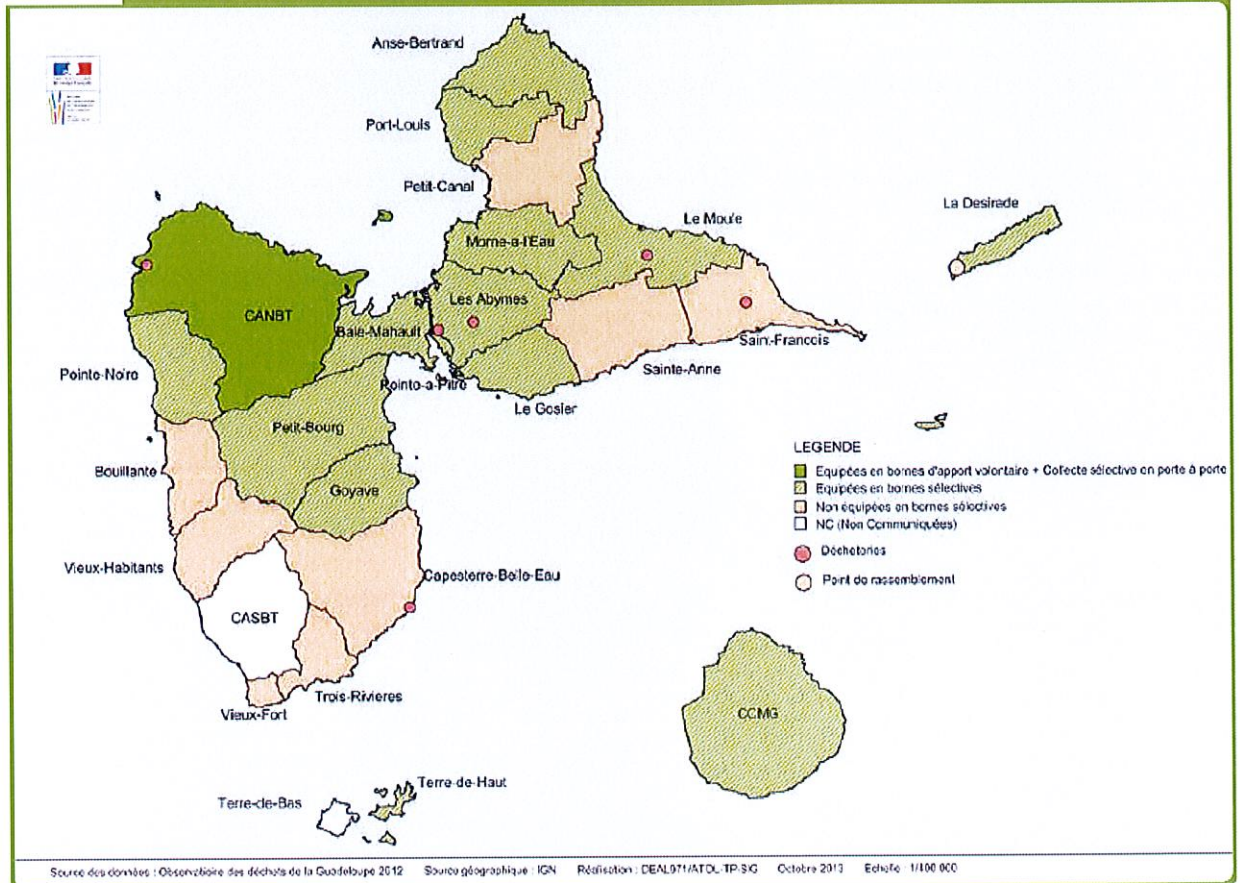 Anse-Bertrand
Port-Louis
Petit-Canal
La Desirade
Le Moule
Morne-a-l'Eau
Les Abymes
CANBT
Baie-Mahault
Saint-Francois
Sainte-Anne
Pointe-Noire
Pointe-a-Pitre
Le Gosier
Petit-Bourg
LEGENDE
Bouillante
Equipées en bornes d'apport volontaire + Collecte sélective en porte à porte
Goyave
Equipées en bornes sélectives
Non équipées en bornes sélectives
NC (Non Communiquées)
Déchetteries
Vieux-Habitants
Capesterre-Belle-Eau
Point de rassemblement
CASBT
Trois-Rivieres
Vieux-Fort
CCMG
Terre-de-Haut
Terre-de-Bas
Source des données : Observatoire des déchets de la Guadeloupe 2012 Source géographique : IGN Réalisation : DEAL971/ATOL-TP-SIG Octobre 2013 Echelle : 1/400 000